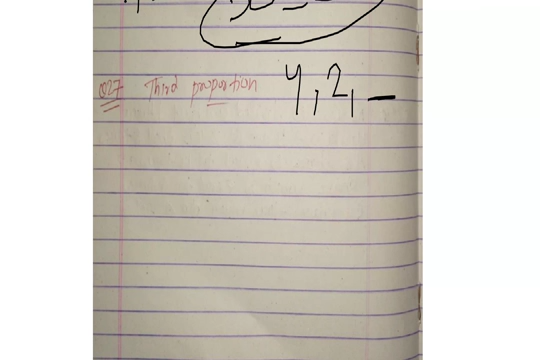 Q27 Third proportion 4, 2, –